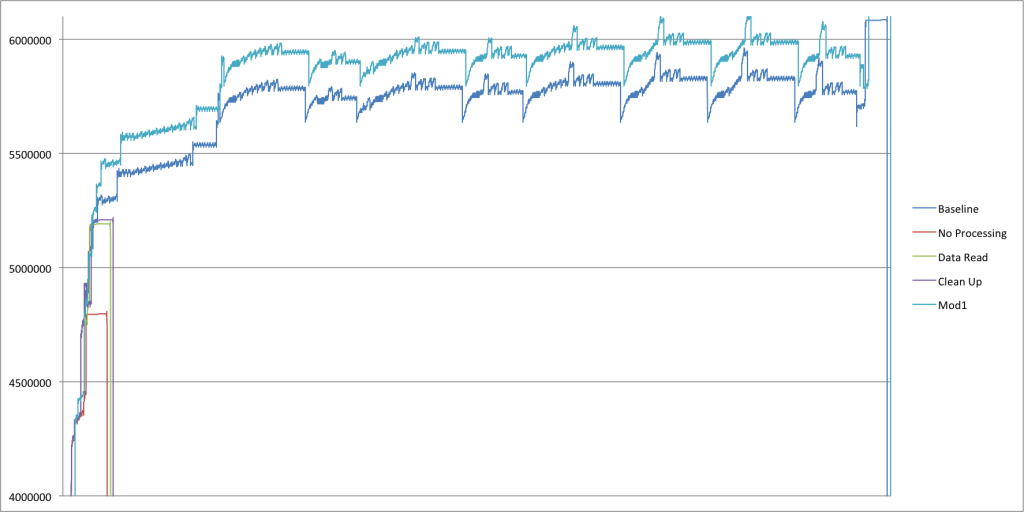 6000000
5500000
5000000
4500000
4000000
Baseline
No Processing
Data Read
Clean Up
Mod1